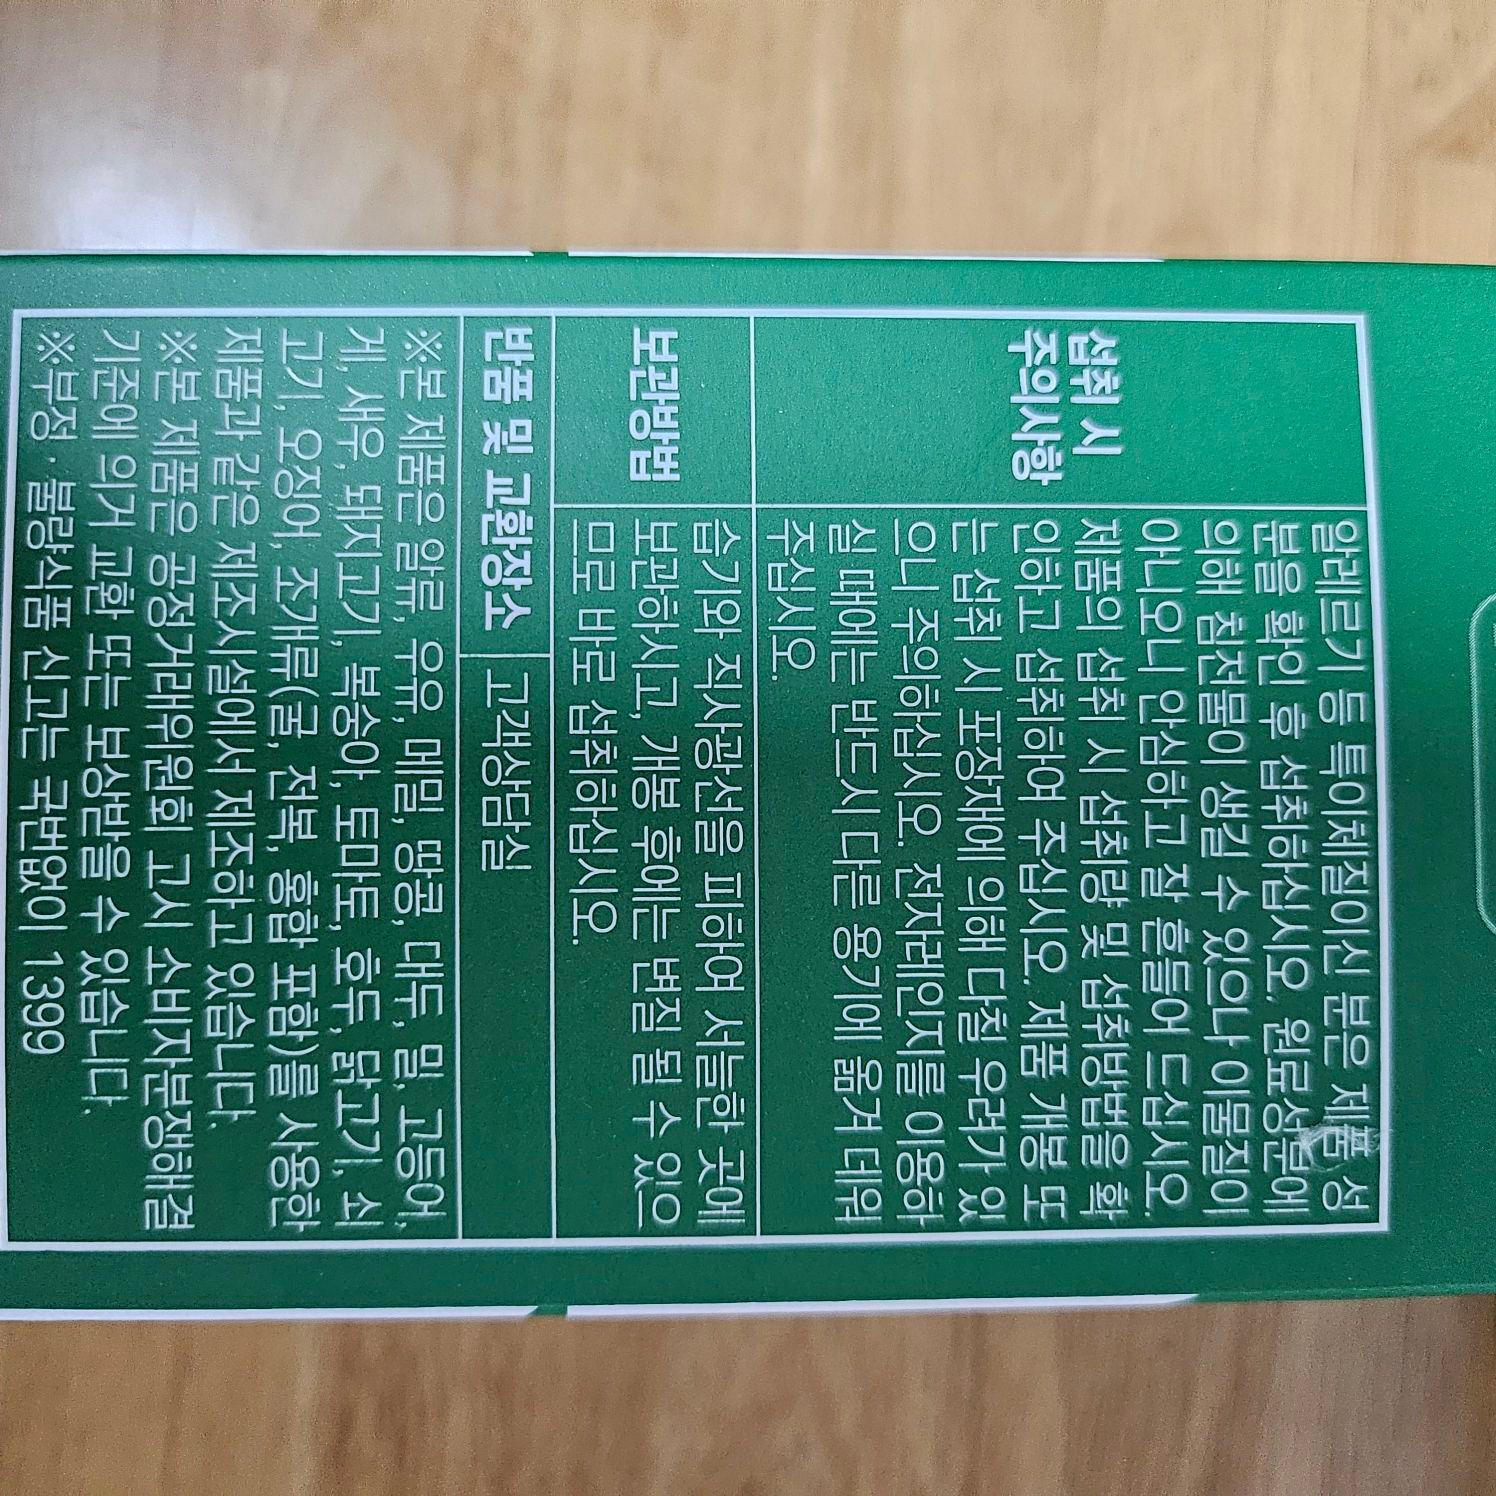 섭취 시
주의사항
알레르기 등 특이체질이신 분은 제품 성
분을 확인 후 섭취하십시오. 원료성분에
의해 침전물이 생길 수 있으나 이물질이
아니오니 안심하고 잘 흔들어 드십시오.
제품의 섭취 시 섭취량 및 섭취방법을 확
인하고 섭취하여 주십시오. 제품 개봉 또
는 섭취 시 포장재에 의해 다칠 우려가 있
으니 주의하십시오. 전자레인지를 이용하
실 때에는 반드시 다른 용기에 옮겨 데워
주십시오.
보관방법
습기와 직사광선을 피하여 서늘한 곳에
보관하시고, 개봉 후에는 변질 될 수 있으
므로 바로 섭취하십시오.
반품 및 교환장소 고객상담실
※본 제품은 알류, 우유, 메밀, 땅콩, 대두, 밀, 고등어,
게, 새우, 돼지고기, 복숭아, 토마토, 호두, 닭고기, 쇠
고기, 오징어, 조개류(굴, 전복, 홍합 포함)를 사용한
제품과 같은 제조시설에서 제조하고 있습니다.
※본 제품은 공정거래위원회 고시 소비자분쟁해결
기준에 의거 교환 또는 보상받을 수 있습니다.
※부정·불량식품 신고는 국번없이 1399